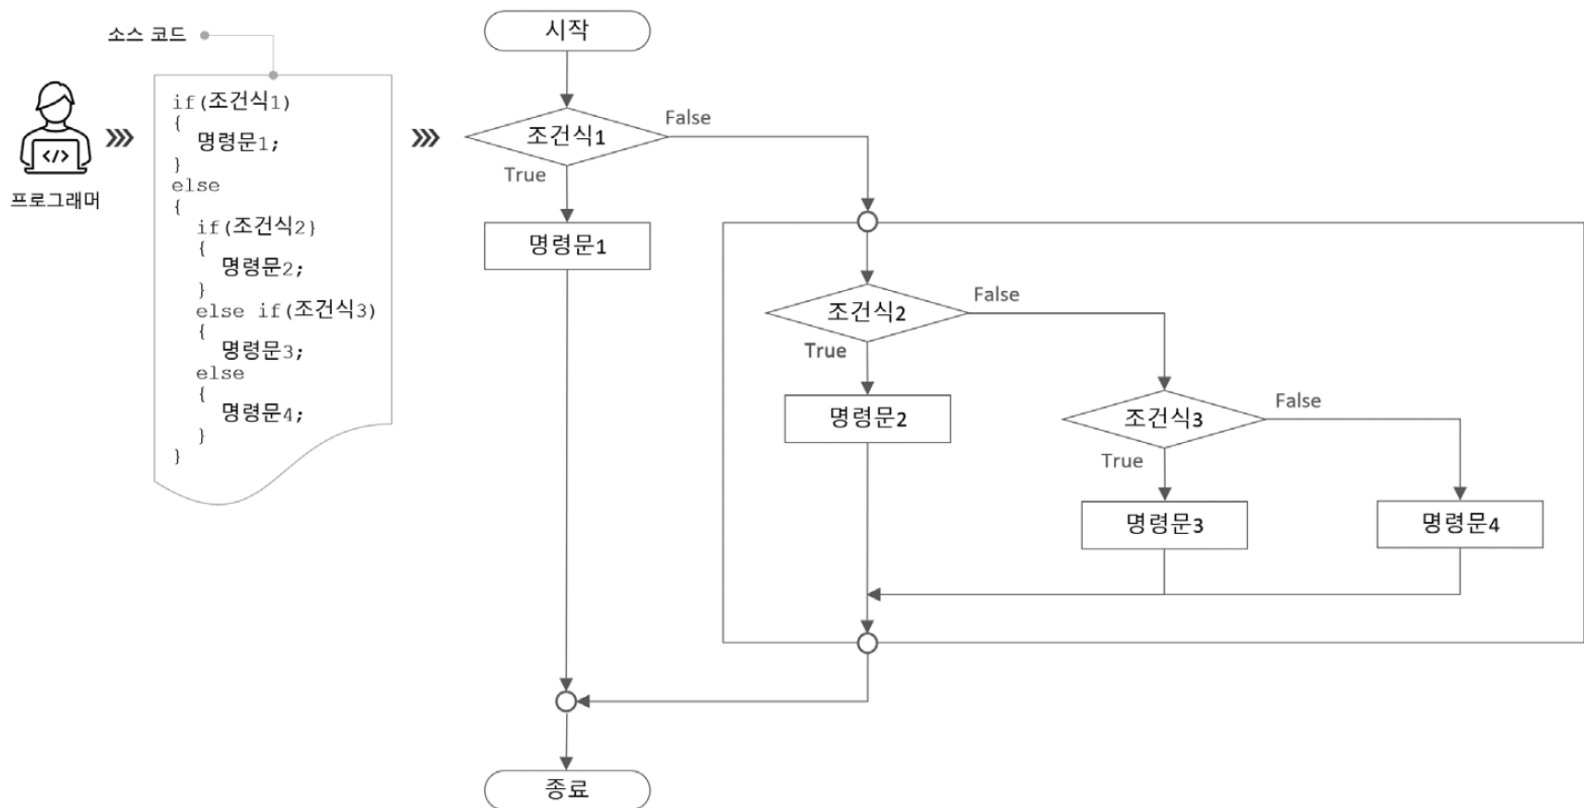 소스 코드
프로그래머
if(조건식1)
{
명령문1;
}
else
{
if(조건식2}
{
명령문2;
}
else if(조건식3)
{
명령문3;
else
{
명령문4;
}
}
시작
조건식1
False
True
명령문1
조건식2
False
True
명령문2
조건식3
False
True
명령문3
명령문4
종료